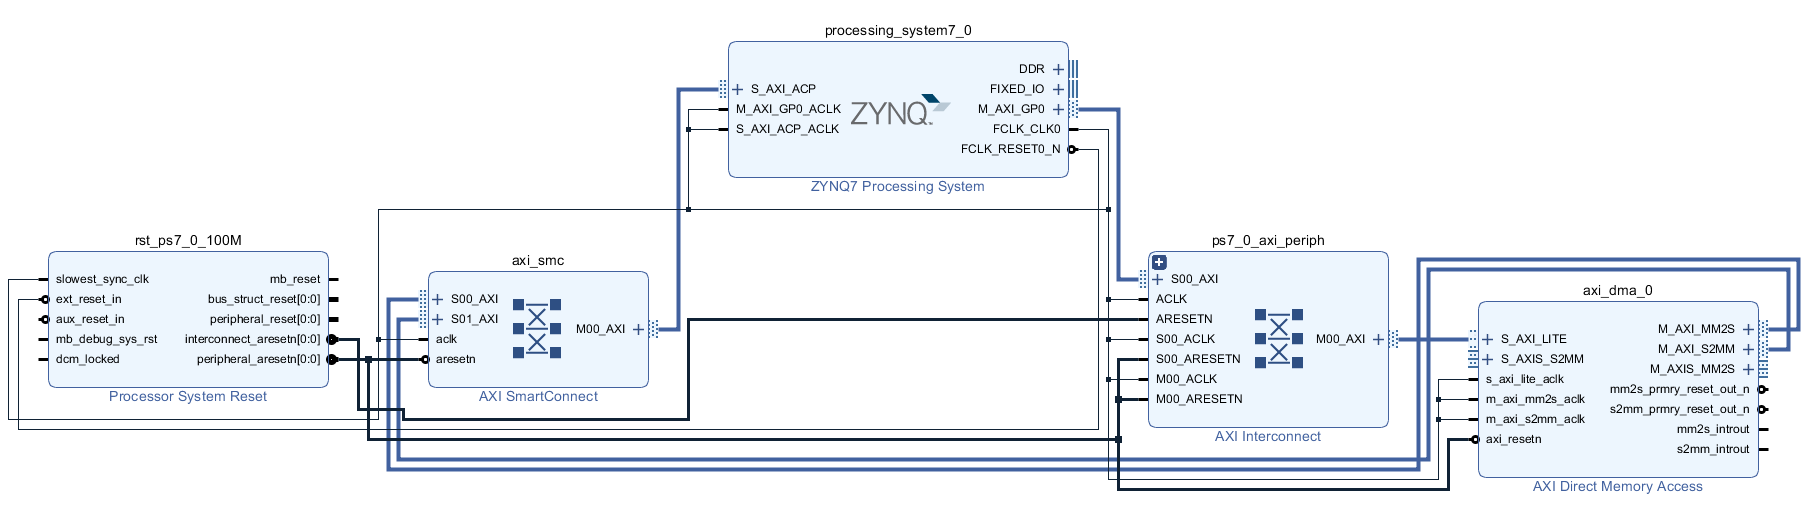 processing_system7_0
DDR
S_AXI_ACP
FIXED_IO
M_AXI_GP0_ACLK
ZYNQ
M_AXI_GP0
S_AXI_ACP_ACLK
FCLK_CLK0
FCLK_RESET0_N
ZYNQ7 Processing System
rst_ps7_0_100M
slowest_sync_clk
mb_reset
ext_reset_in
bus_struct_reset[0:0]
aux_reset_in
peripheral_reset[0:0]
mb_debug_sys_rst
interconnect_aresetn[0:0]
dcm_locked
peripheral_aresetn[0:0]
Processor System Reset
axi_smc
S00_AXI
S01_AXI
M00_AXI
aclk
aresetn
AXI SmartConnect
ps7_0_axi_periph
S00_AXI
ACLK
ARESETN
S00_ACLK
M00_AXI
S00_ARESETN
M00_ACLK
M00_ARESETN
AXI Interconnect
axi_dma_0
M_AXI_MM2S
S_AXI_LITE
M_AXI_S2MM
S_AXIS_S2MM
M_AXIS_MM2S
s_axi_lite_aclk
mm2s_prmry_reset_out_n
m_axi_mm2s_aclk
s2mm_prmry_reset_out_n
m_axi_s2mm_aclk
mm2s_introut
axi_resetn
s2mm_introut
AXI Direct Memory Access